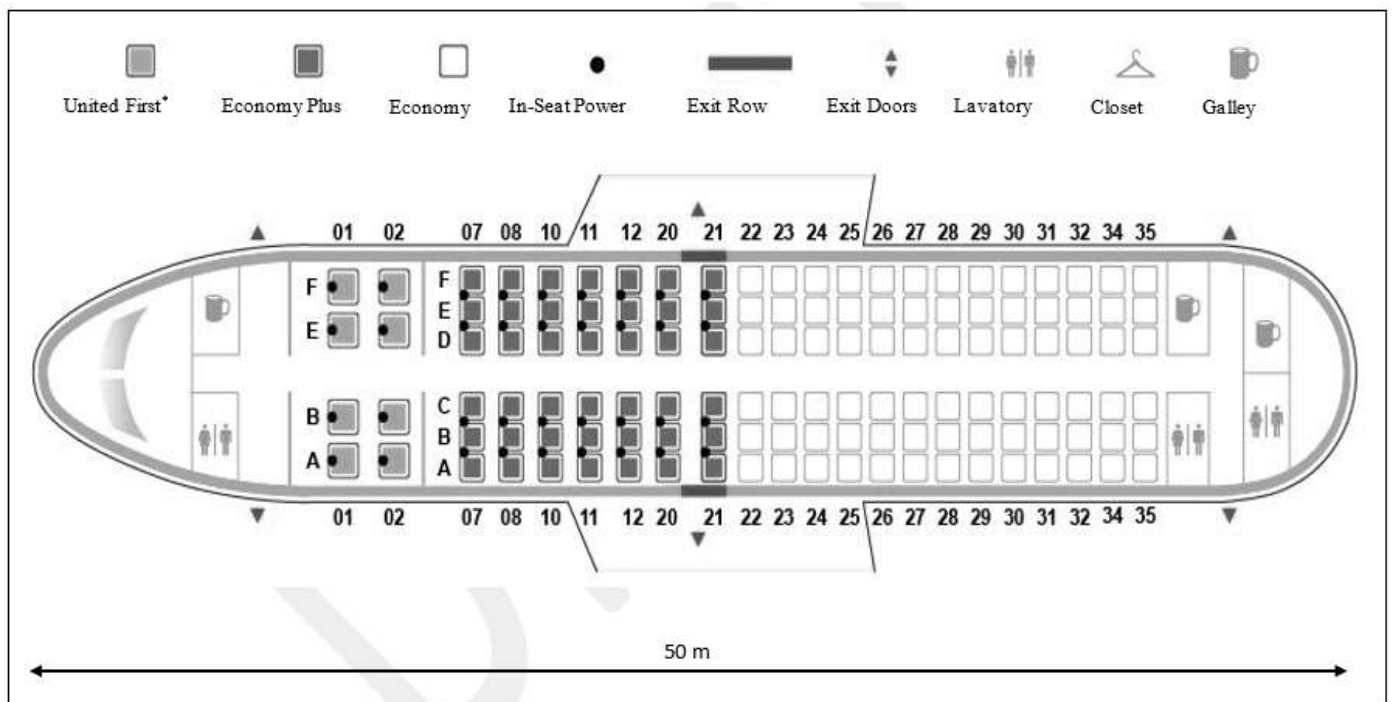 United First* Economy Plus Economy In-Seat Power Exit Row Exit Doors Lavatory Closet Galley
01 02 07 08 10 11 12 20 21 22 23 24 25 26 27 28 29 30 31 32 34 35
F F
E E
D
B C
B
A A
01 02 07 08 10 11 12 20 21 22 23 24 25 26 27 28 29 30 31 32 34 35
50 m